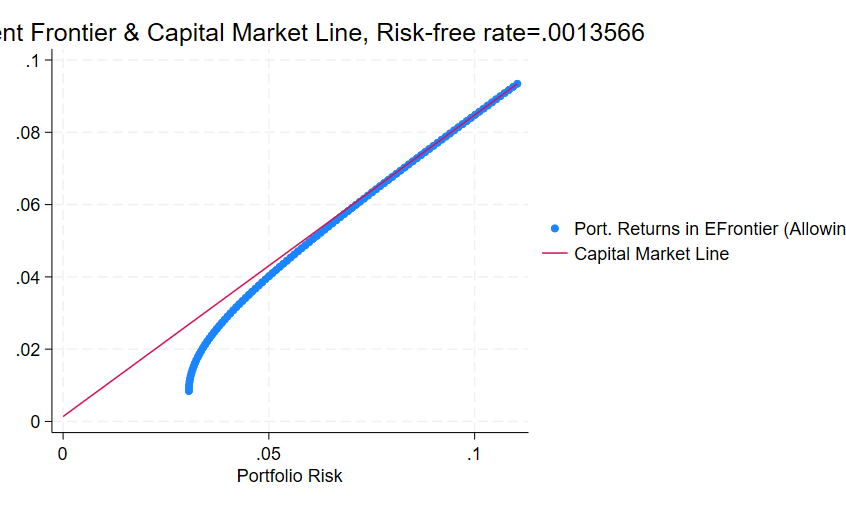 ent Frontier & Capital Market Line, Risk-free rate=.0013566
.1
.08
.06
.04
.02
0
0 .05 .1
Portfolio Risk
Port. Returns in EFrontier (Allowin
Capital Market Line